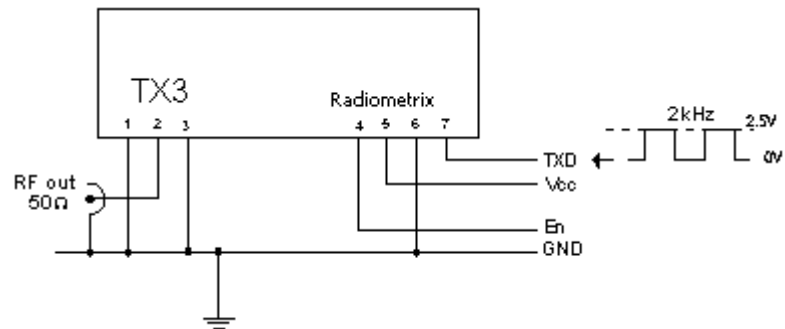 TX3
Radiometrix
1 2 3 4 5 6 7
2kHz
2.5V
0V
TXD
Vcc
RF out
50Ω
En
GND